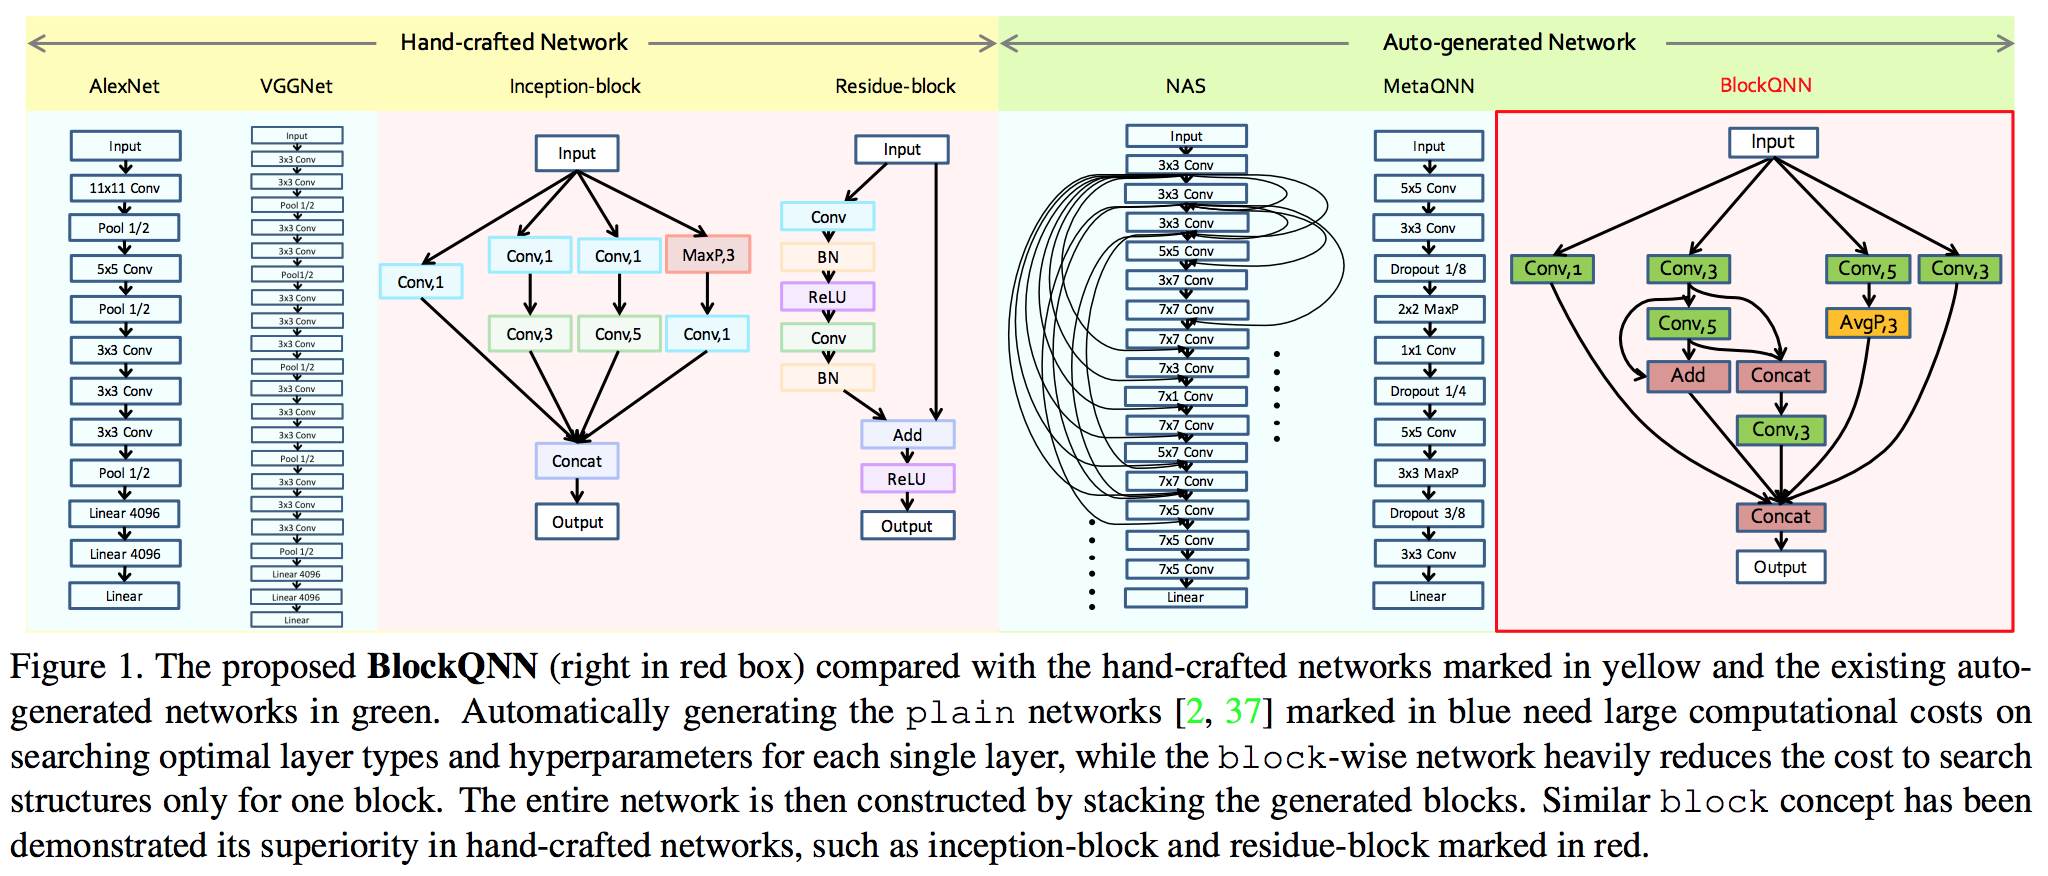 Hand-crafted Network
Auto-generated Network
AlexNet
VGGNet
Inception-block
Residue-block
NAS
MetaQNN
BlockQNN
Input
11x11 Conv
Pool 1/2
5x5 Conv
Pool 1/2
3x3 Conv
3x3 Conv
3x3 Conv
Pool 1/2
Linear 4096
Linear 4096
Linear
Input
3x3 Conv
3x3 Conv
Pool 1/2
3x3 Conv
3x3 Conv
Pool1/2
3x3 Conv
3x3 Conv
3x3 Conv
Pool 1/2
3x3 Conv
3x3 Conv
3x3 Conv
Pool 1/2
3x3 Conv
3x3 Conv
3x3 Conv
Pool 1/2
Linear 4096
Linear 4096
Linear
Input
Conv,1
Conv,1
Conv,1
MaxP,3
Conv,3
Conv,5
Conv,1
Concat
Output
Input
Conv
BN
ReLU
Conv
BN
Add
ReLU
Output
Input
3x3 Conv
3x3 Conv
3x3 Conv
5x5 Conv
3x7 Conv
7x7 Conv
7x7 Conv
7x3 Conv
7x1 Conv
7x7 Conv
5x7 Conv
7x7 Conv
7x5 Conv
7x5 Conv
7x5 Conv
Linear
Input
5x5 Conv
3x3 Conv
Dropout 1/8
2x2 MaxP
1x1 Conv
Dropout 1/4
5x5 Conv
3x3 MaxP
Dropout 3/8
3x3 Conv
Linear
Input
Conv,1
Conv,3
Conv,5
Conv,3
Conv,5
AvgP,3
Add
Concat
Conv,3
Concat
Output
Figure 1. The proposed BlockQNN (right in red box) compared with the hand-crafted networks marked in yellow and the existing auto-
generated networks in green. Automatically generating the plain networks [2, 37] marked in blue need large computational costs on
searching optimal layer types and hyperparameters for each single layer, while the block-wise network heavily reduces the cost to search
structures only for one block. The entire network is then constructed by stacking the generated blocks. Similar block concept has been
demonstrated its superiority in hand-crafted networks, such as inception-block and residue-block marked in red.